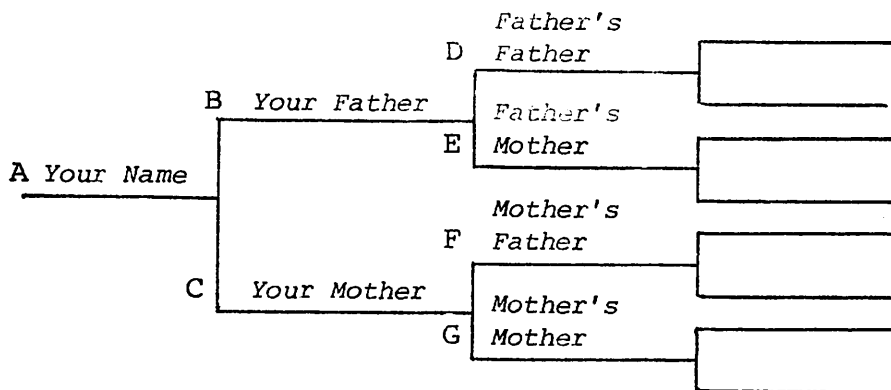 Father's
D Father
B Your Father
Father's
E Mother
A Your Name
Mother's
F Father
C Your Mother
Mother's
G Mother